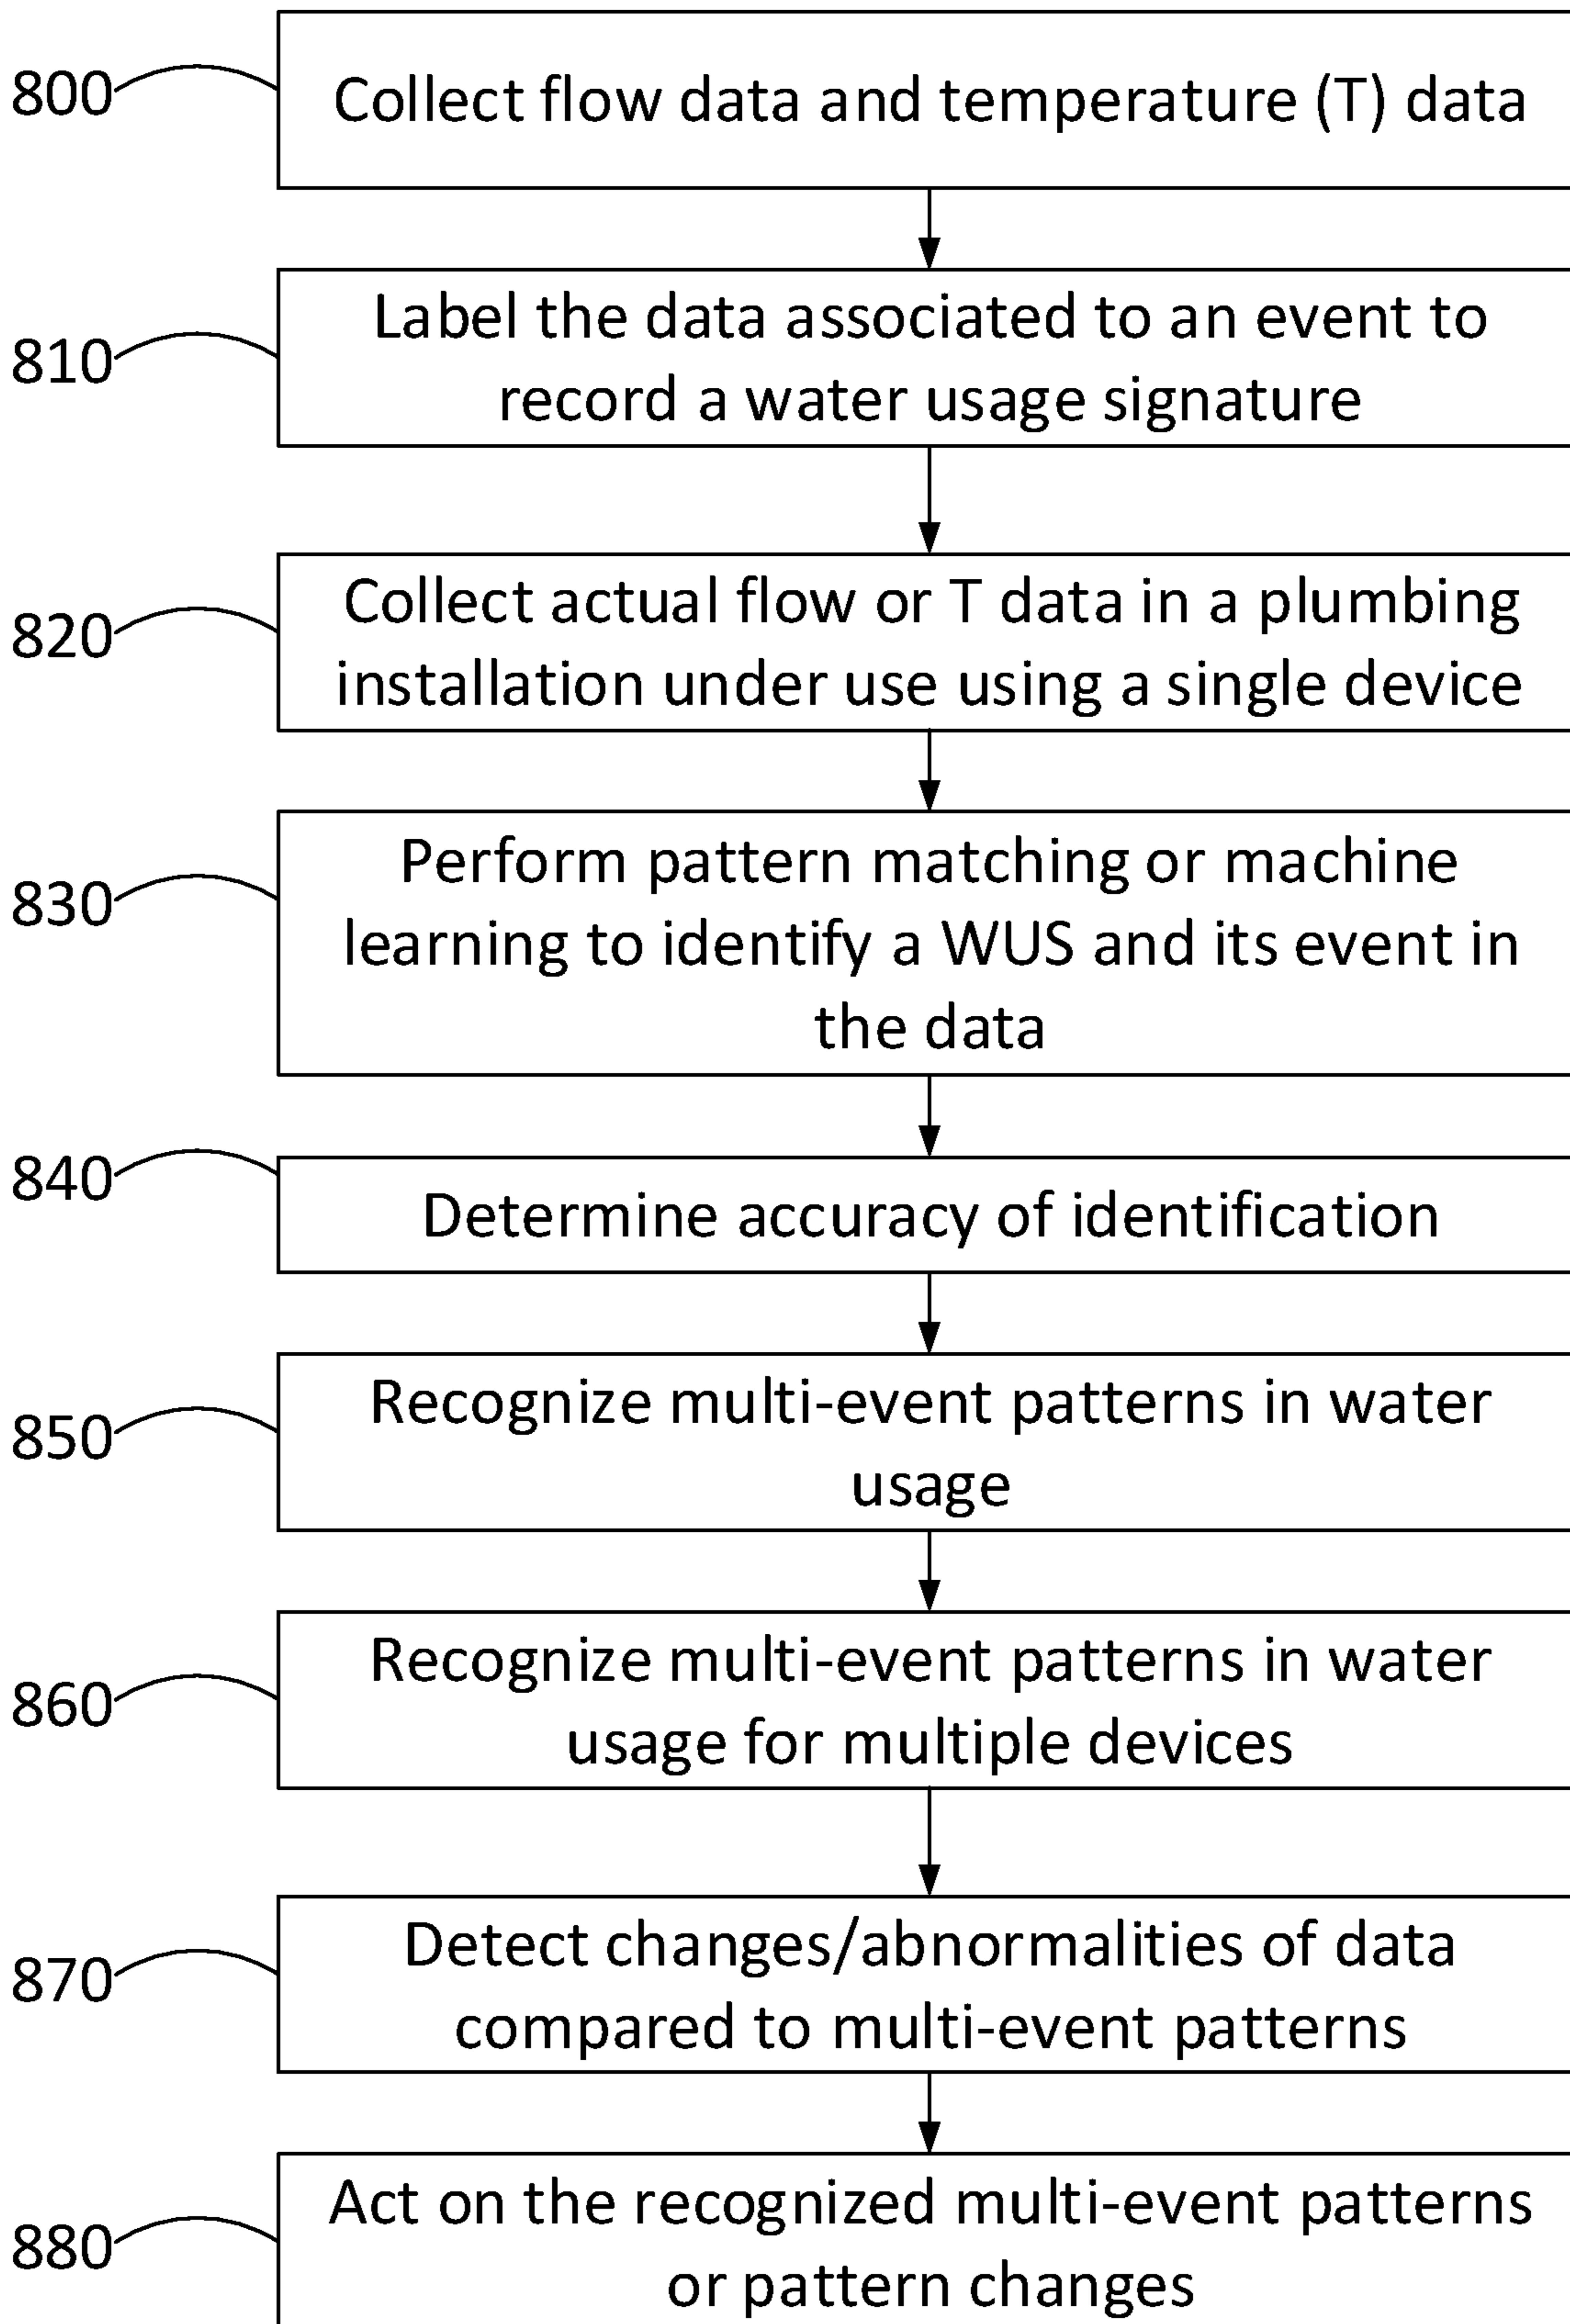 800
Collect flow data and temperature (T) data
810
Label the data associated to an event to
record a water usage signature
820
Collect actual flow or T data in a plumbing
installation under use using a single device
830
Perform pattern matching or machine
learning to identify a WUS and its event in
the data
840
Determine accuracy of identification
850
Recognize multi-event patterns in water
usage
860
Recognize multi-event patterns in water
usage for multiple devices
870
Detect changes/abnormalities of data
compared to multi-event patterns
880
Act on the recognized multi-event patterns
or pattern changes